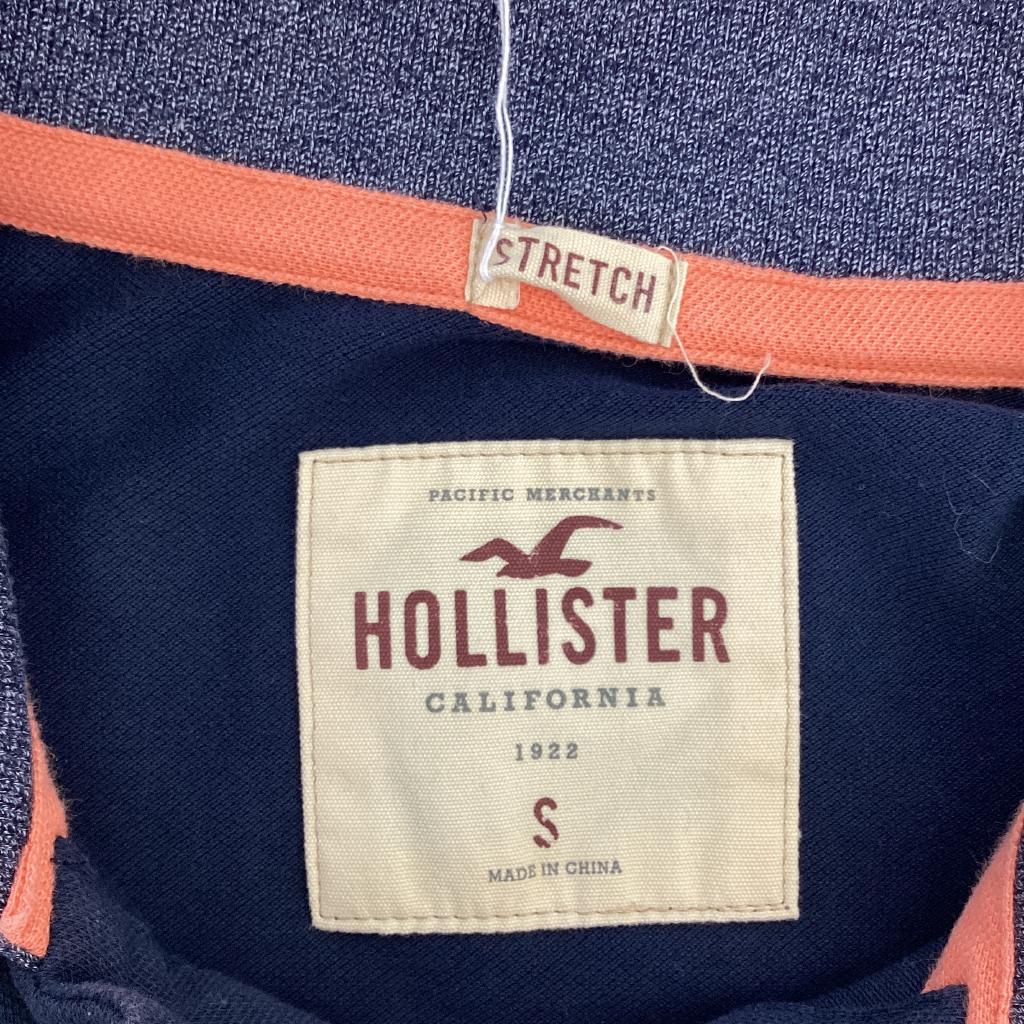 STRETCH
PACIFIC MERCHANTS
HOLLISTER
CALIFORNIA
1922
S
MADE IN CHINA